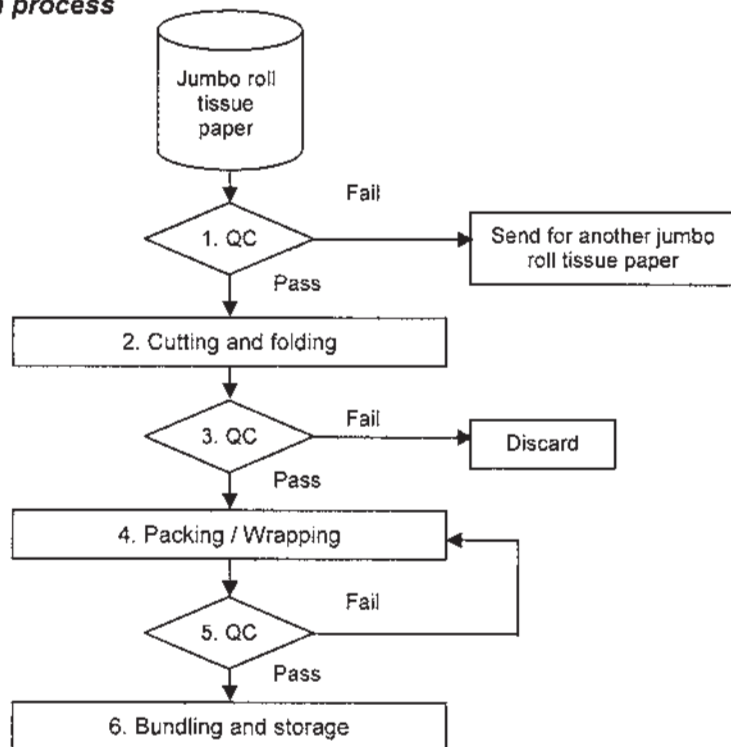 process
Jumbo roll
tissue
paper
Fail
1. QC
Send for another jumbo
roll tissue paper
Pass
2. Cutting and folding
3. QC
Fail
Discard
Pass
4. Packing / Wrapping
Fail
5. QC
Pass
6. Bundling and storage